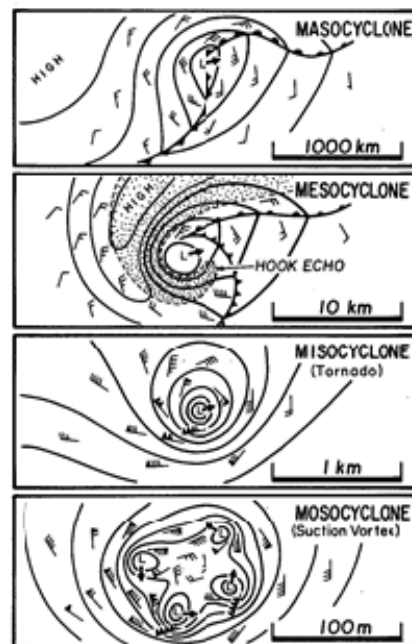 MASOCYCLONE
HIGH
L
1000 km
MESOCYCLONE
HIGH
L
HOOK ECHO
10 km
MISOCYCLONE
(Tornado)
L
1 km
MOSOCYCLONE
(Suction Vortex)
L
L
L
L
100 m